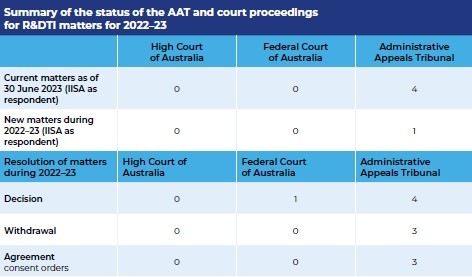 Summary of the status of the AAT and court proceedings
for R&DTI matters for 2022–23
High Court
of Australia
Federal Court
of Australia
Administrative
Appeals Tribunal
Current matters as of
30 June 2023 (IISA as
respondent)
0
0
4
New matters during
2022–23 (IISA as
respondent)
0
0
1
Resolution of matters
during 2022–23
High Court of
Australia
Federal Court
of Australia
Administrative
Appeals Tribunal
Decision
0
1
4
Withdrawal
0
0
3
Agreement
consent orders
0
0
3